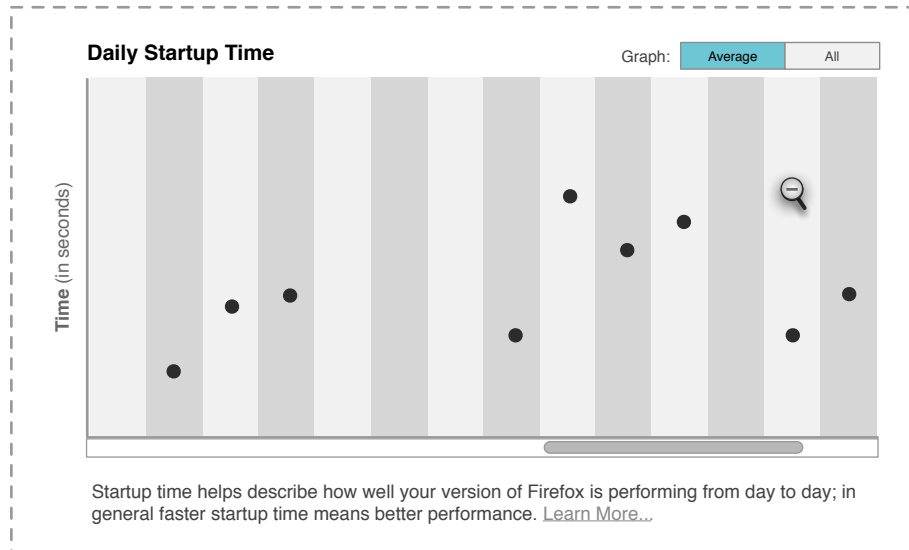 Daily Startup Time
Graph:
Average
All
Time (in seconds)
Startup time helps describe how well your version of Firefox is performing from day to day; in
general faster startup time means better performance. Learn More...